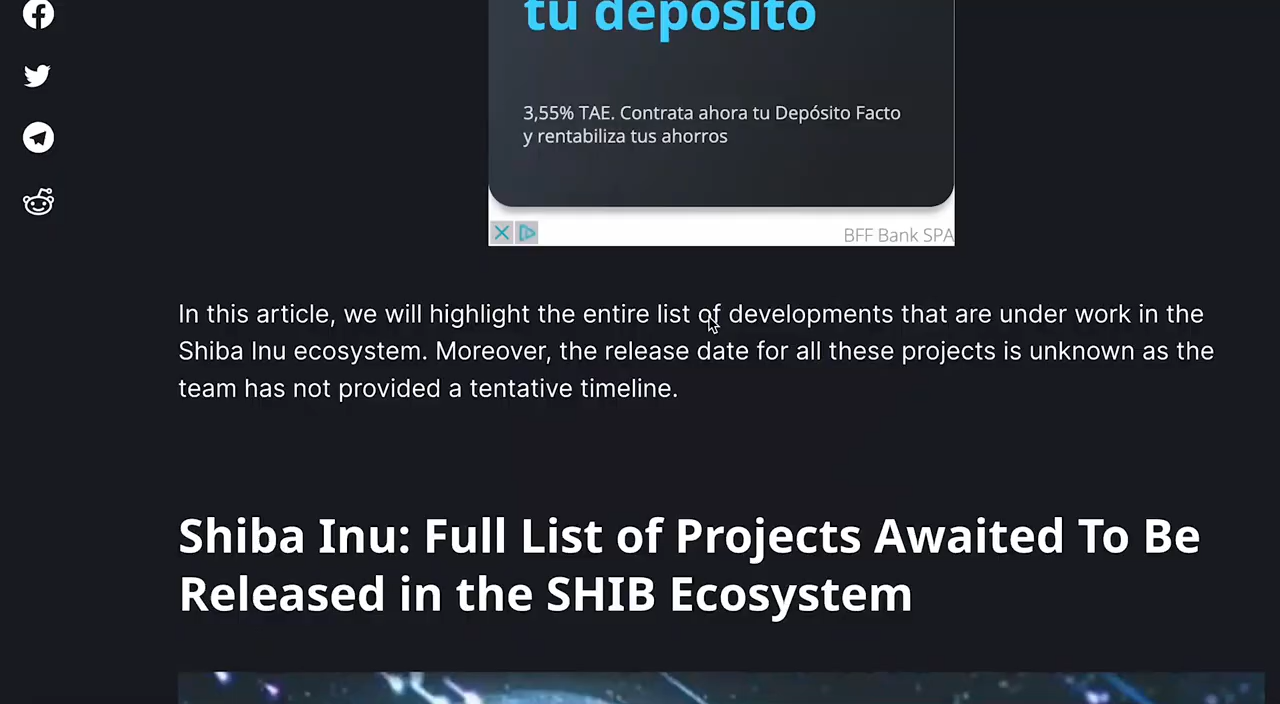 tu depósito
3,55% TAE. Contrata ahora tu Depósito Facto
y rentabiliza tus ahorros
BFF Bank SPA
In this article, we will highlight the entire list of developments that are under work in the
Shiba Inu ecosystem. Moreover, the release date for all these projects is unknown as the
team has not provided a tentative timeline.
Shiba Inu: Full List of Projects Awaited To Be
Released in the SHIB Ecosystem